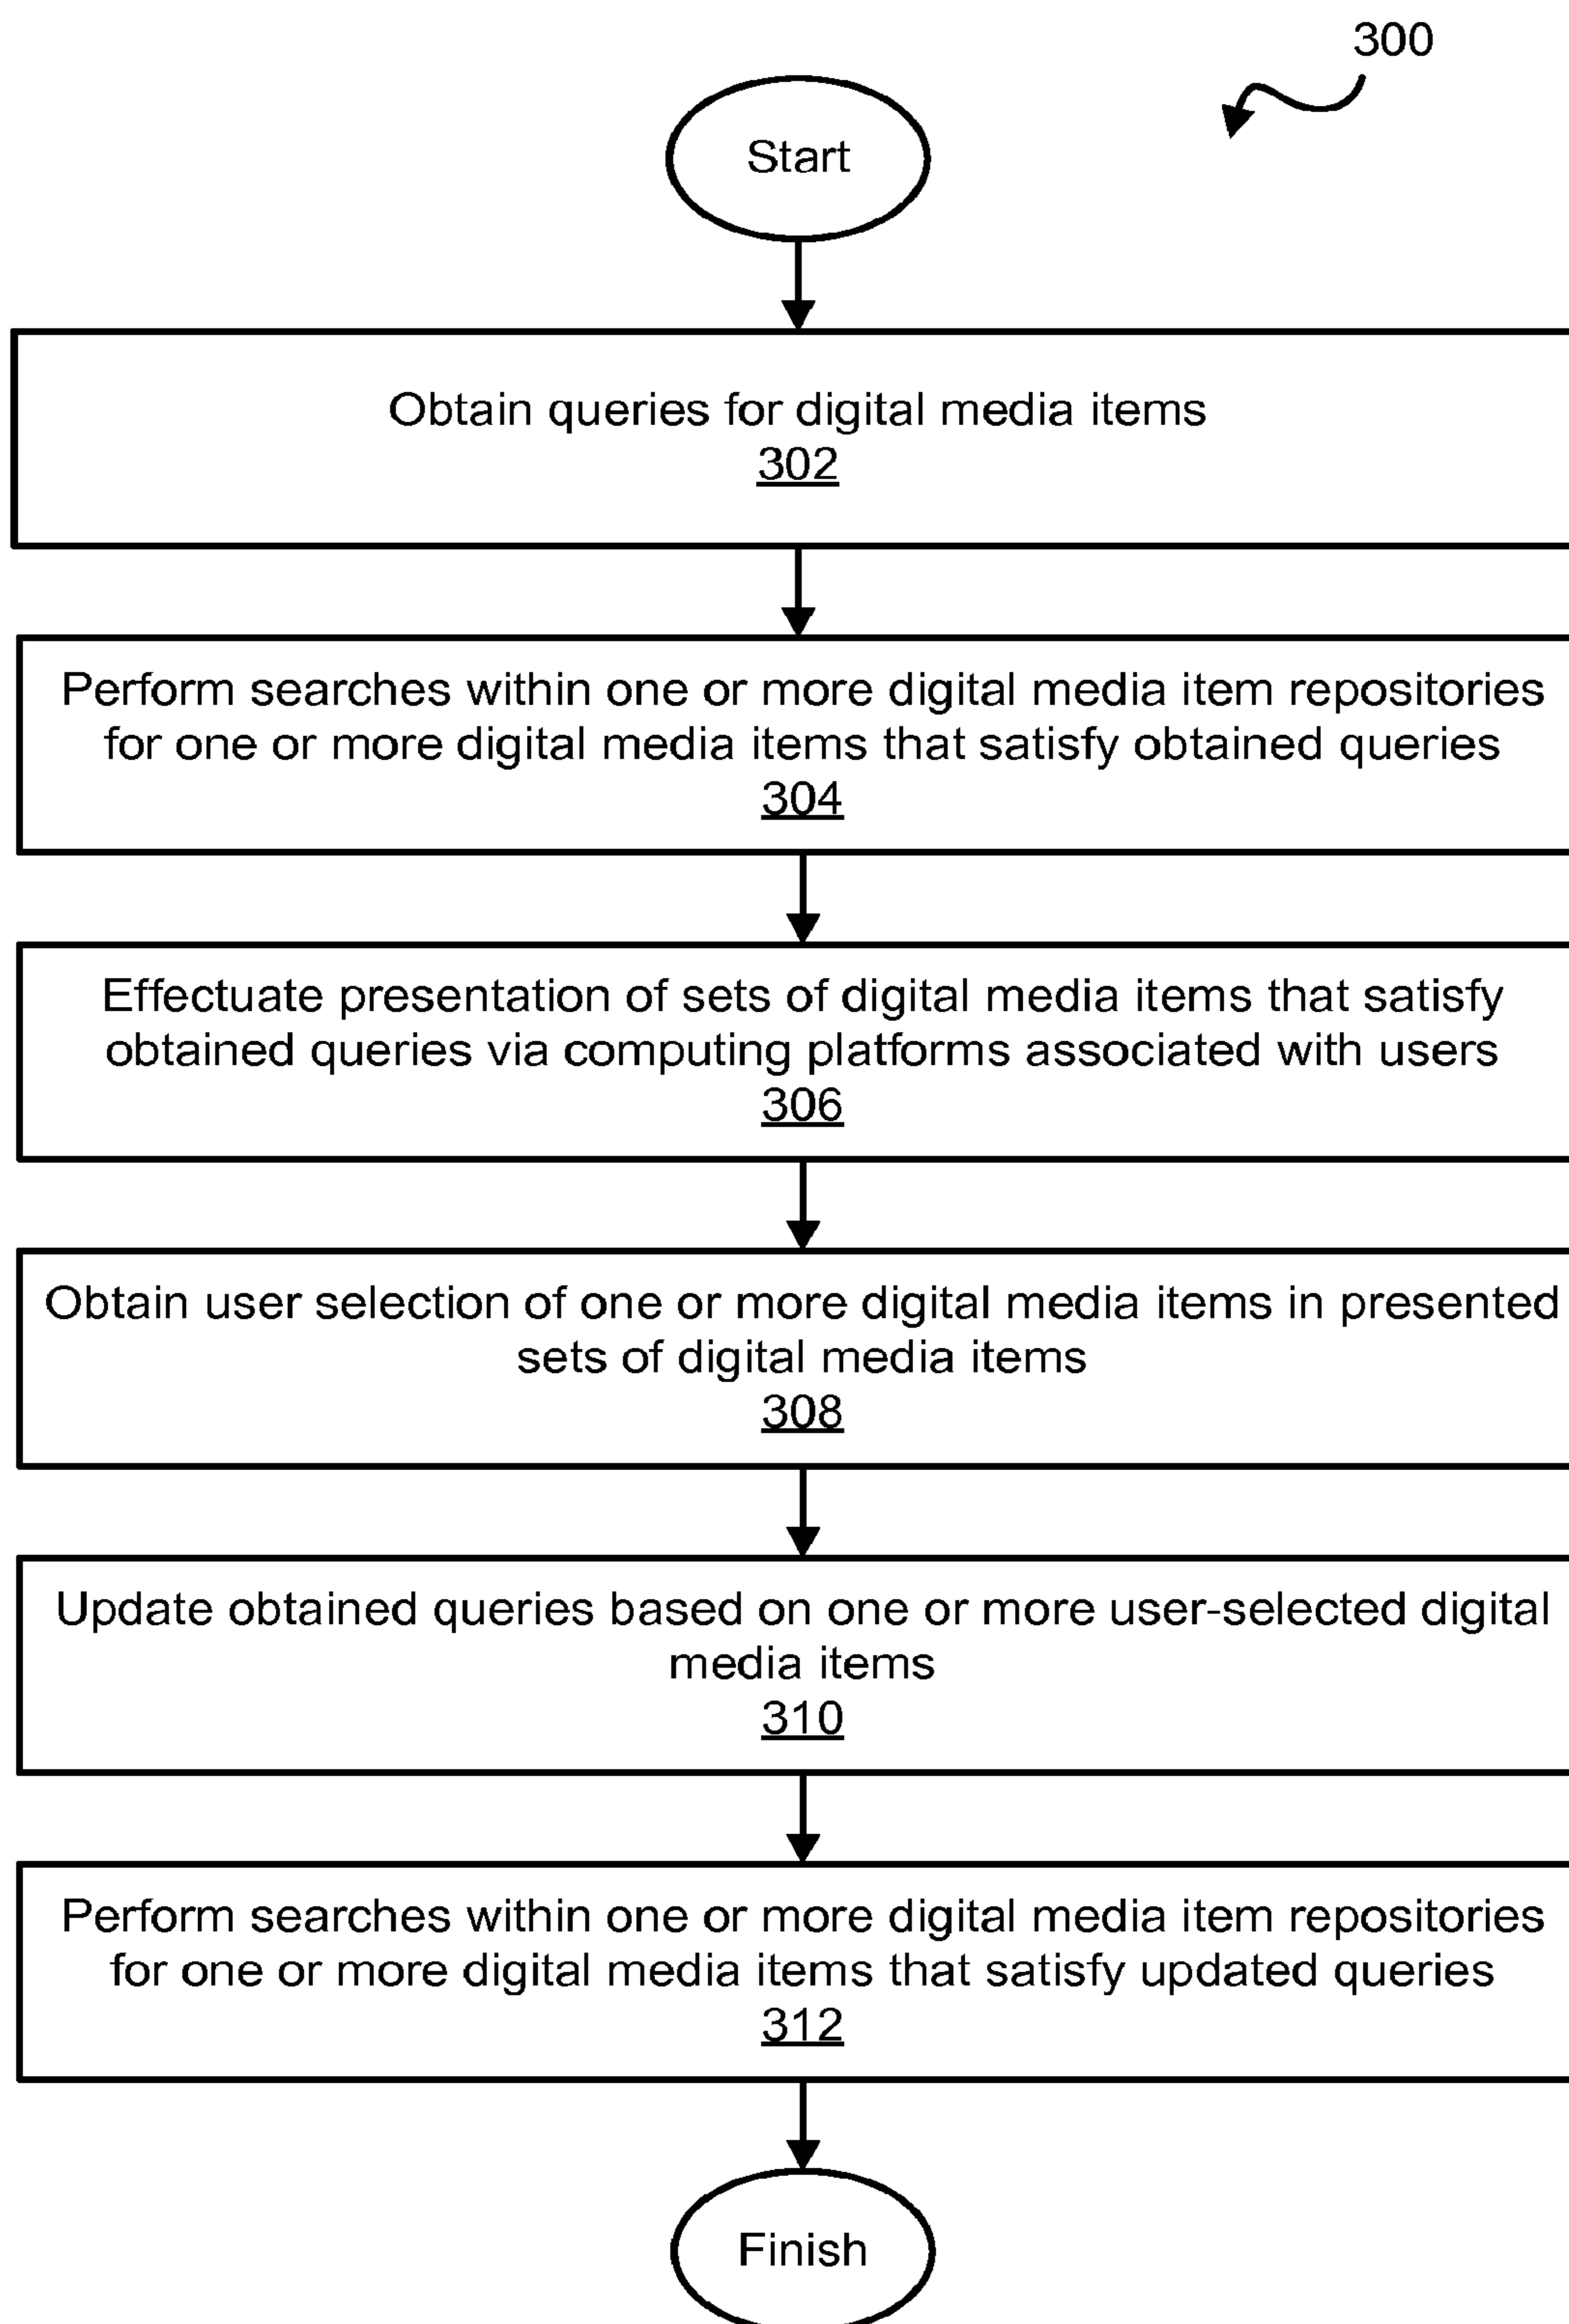 300
Start
Obtain queries for digital media items
302
Perform searches within one or more digital media item repositories
for one or more digital media items that satisfy obtained queries
304
Effectuate presentation of sets of digital media items that satisfy
obtained queries via computing platforms associated with users
306
Obtain user selection of one or more digital media items in presented
sets of digital media items
308
Update obtained queries based on one or more user-selected digital
media items
310
Perform searches within one or more digital media item repositories
for one or more digital media items that satisfy updated queries
312
Finish